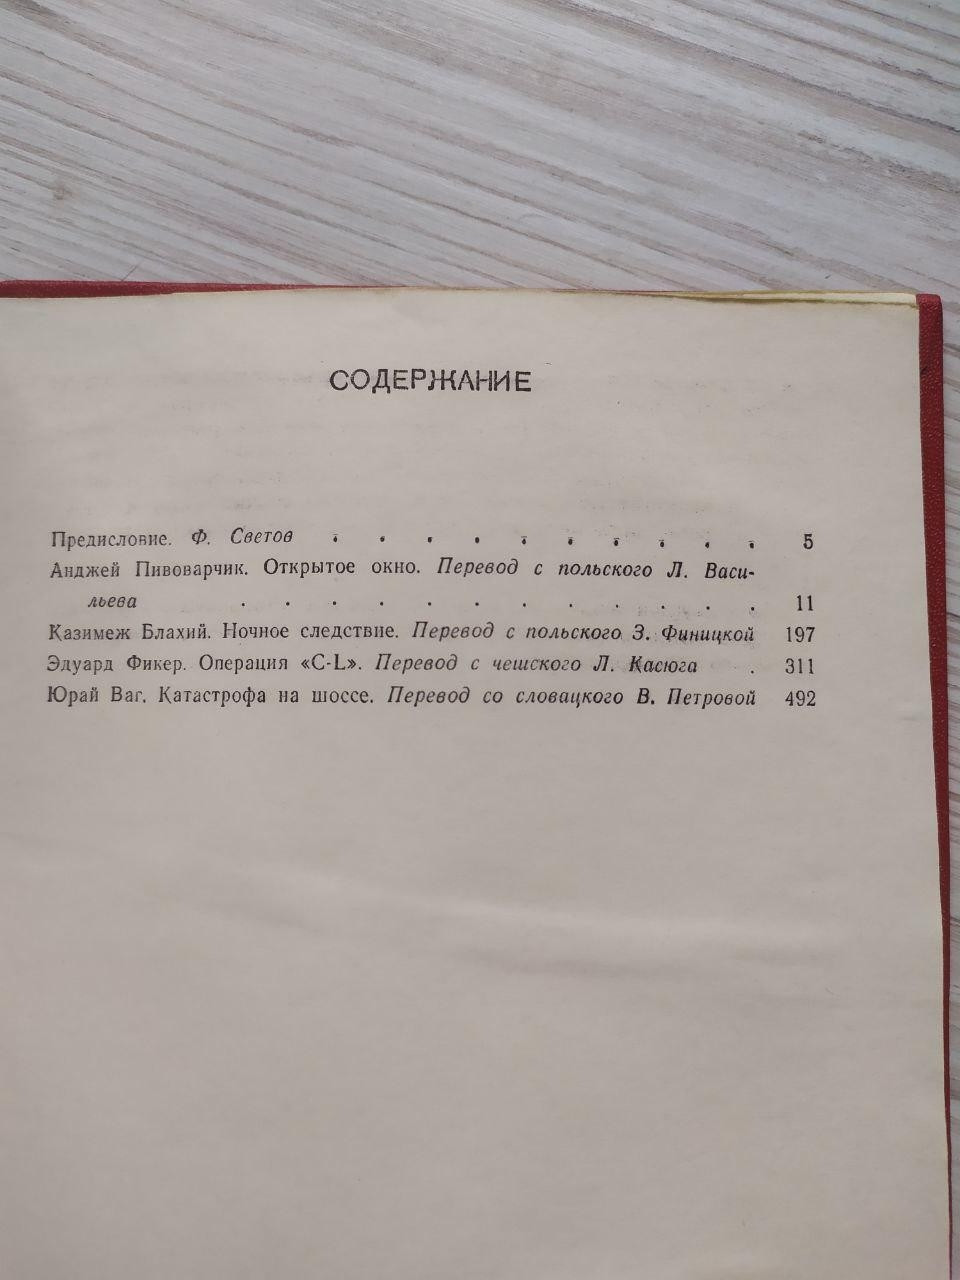 СОДЕРЖАНИЕ
Предисловие. Ф. Светов . . . . . . . . . . 5
Анджей Пивоварчик. Открытое окно. Перевод с польского Л. Васи-
льева . . . . . . . . . . . . 11
Казимеж Блахий. Ночное следствие. Перевод с польского З. Финицкой 197
Эдуард Фикер. Операция «C-L». Перевод с чешского Л. Касюга . 311
Юрай Ваг. Катастрофа на шоссе. Перевод со словацкого В. Петровой 492